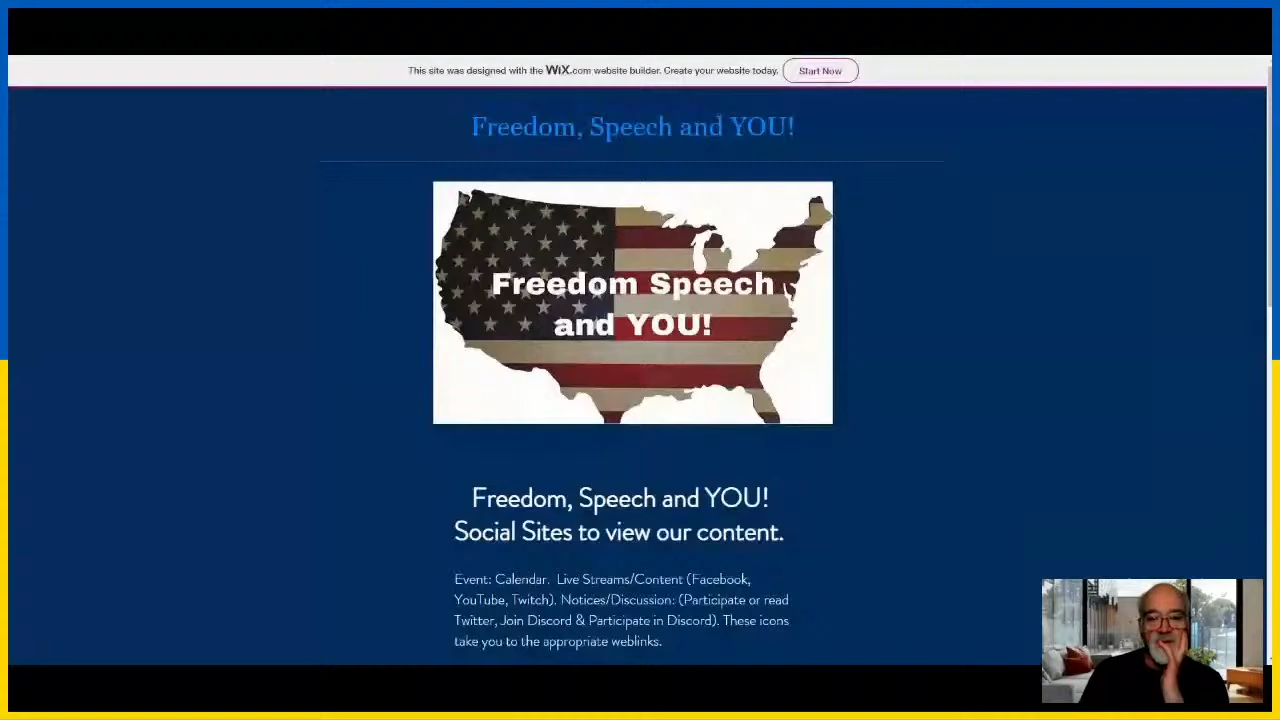 This site was designed with the WiX.com website builder. Create your website today. Start Now
Freedom, Speech and YOU!
Freedom Speech
and YOU!
Freedom, Speech and YOU!
Social Sites to view our content.
Event: Calendar. Live Streams/Content (Facebook,
YouTube, Twitch). Notices/Discussion: (Participate or read
Twitter, Join Discord & Participate in Discord). These icons
take you to the appropriate weblinks.